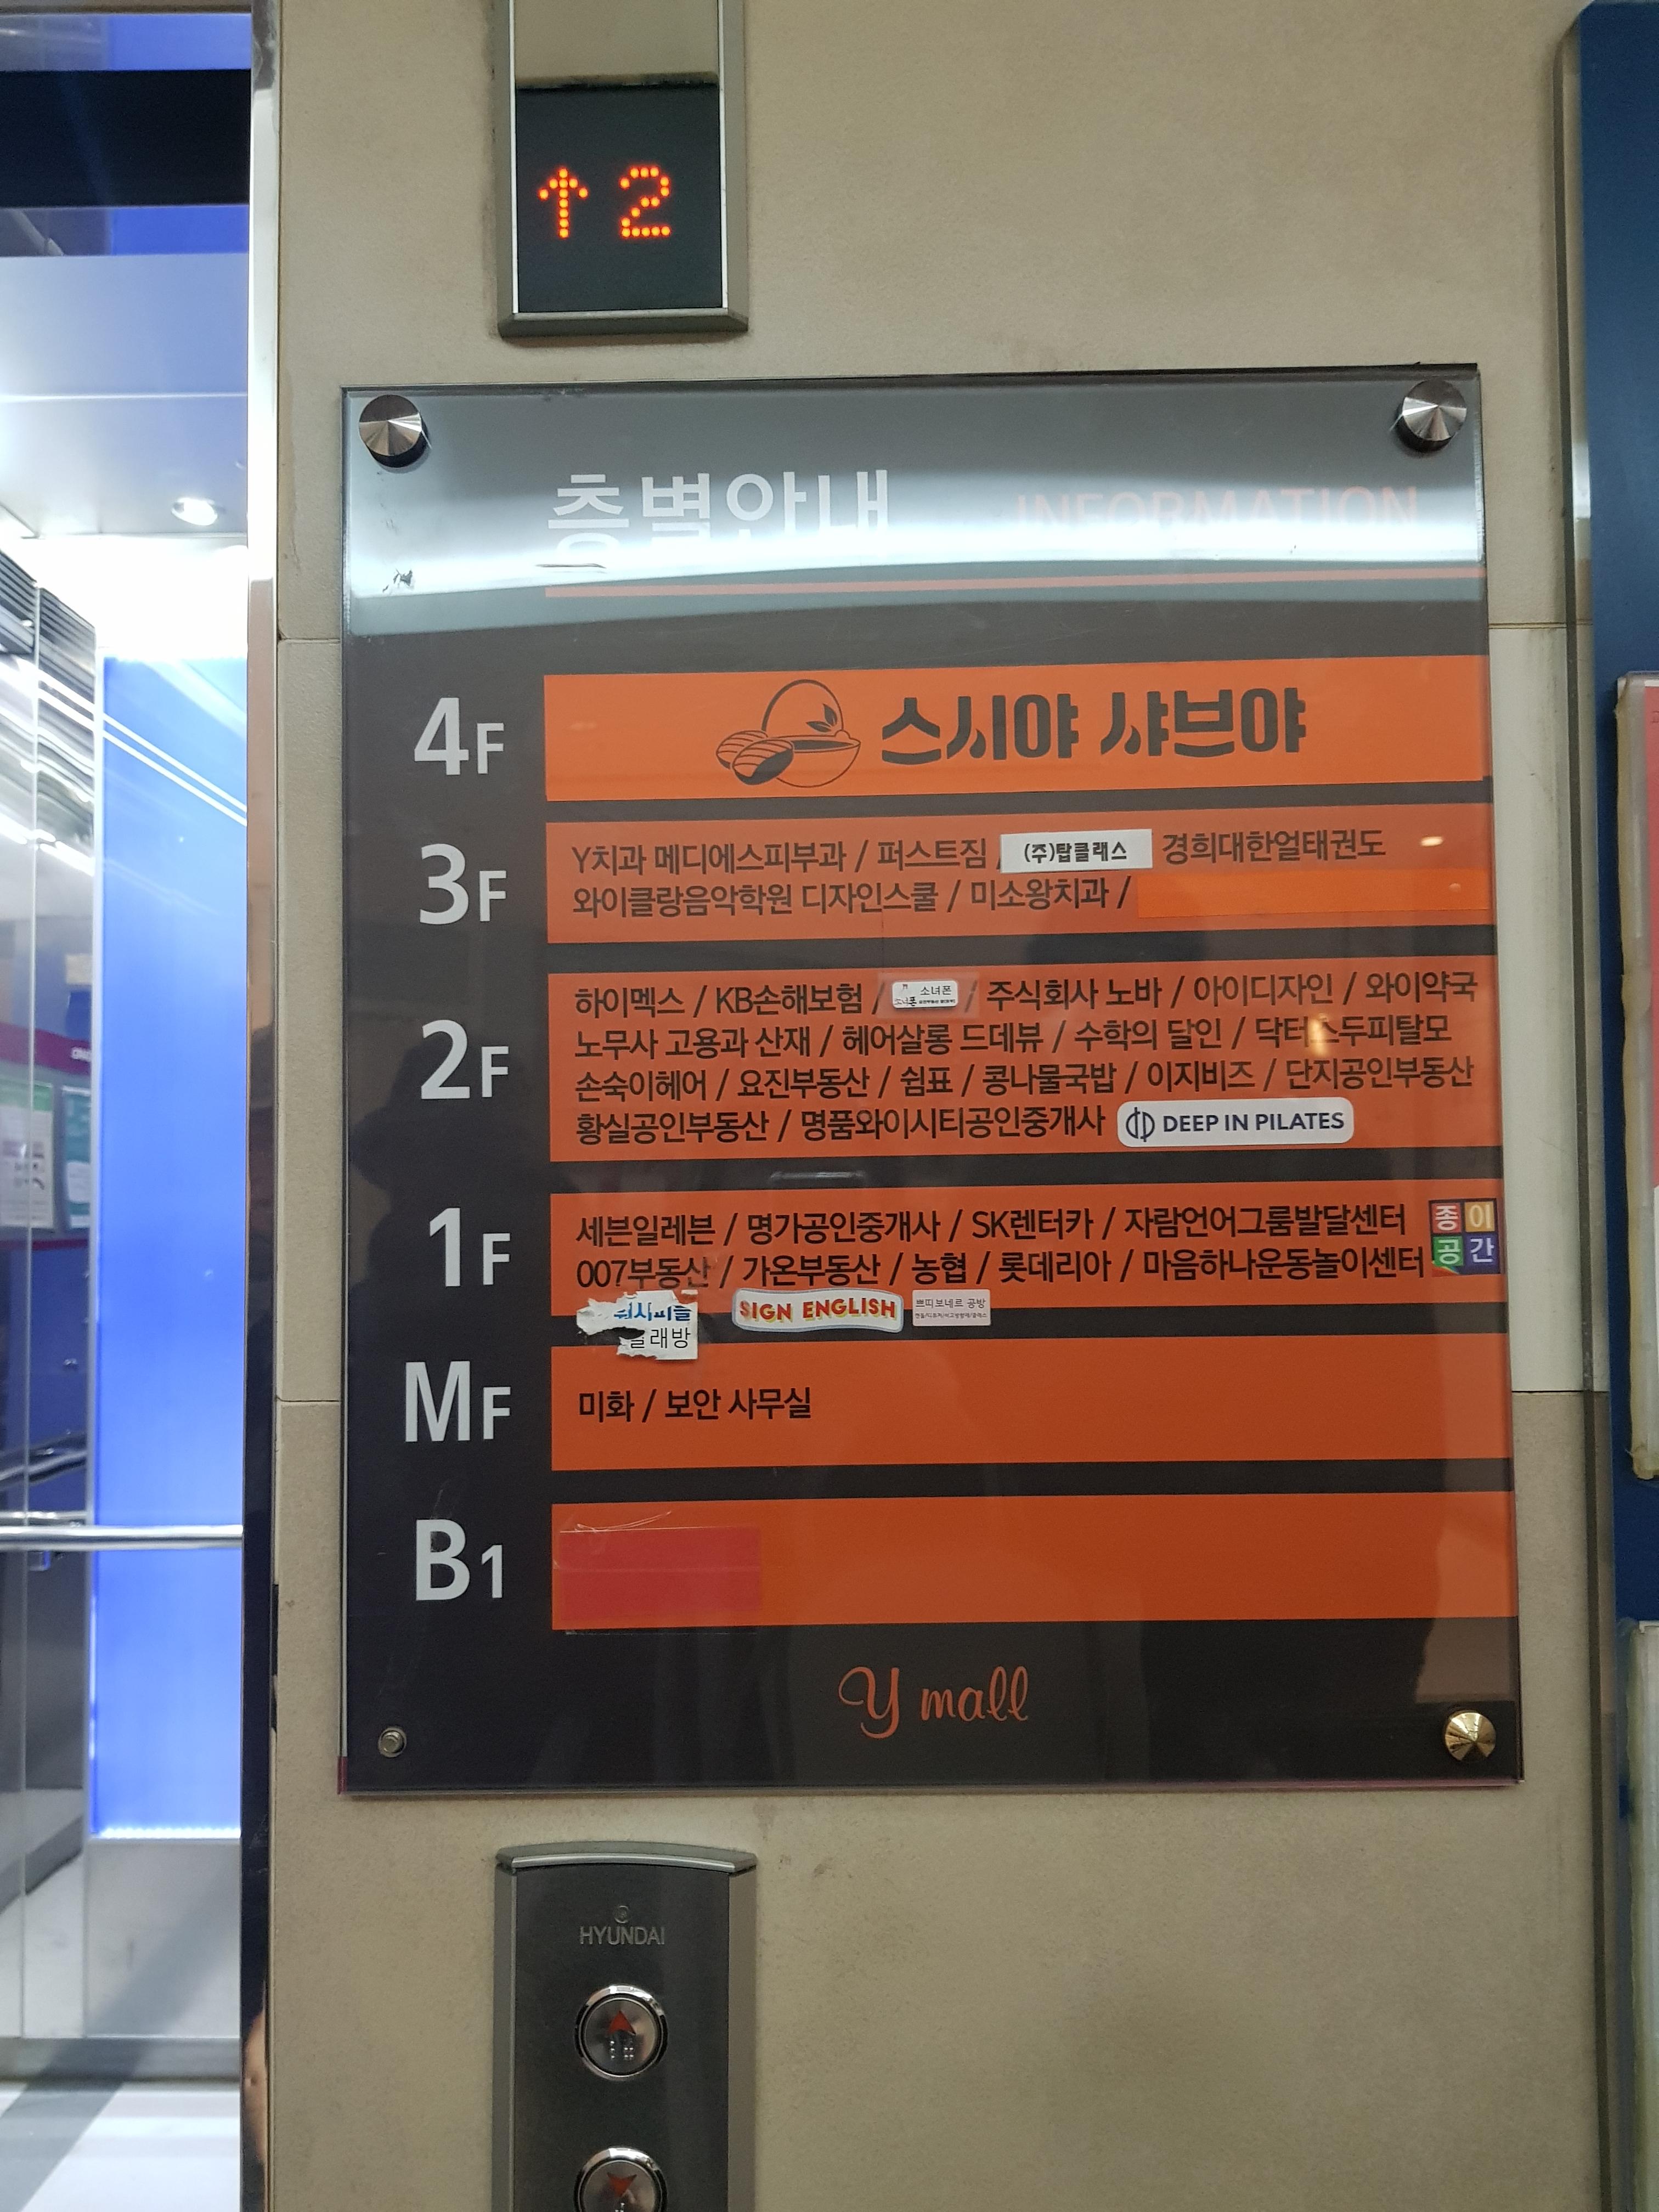 ↑2
층별안내 INFORMATION
4F
스시야 샤브야
3F
Y치과 메디에스피부과 / 퍼스트짐 / (주)탑클래스 경희대한얼태권도
와이클랑음악학원 디자인스쿨 / 미소왕치과 /
2F
하이멕스 / KB손해보험 / 소녀폰 / 주식회사 노바 / 아이디자인 / 와이약국
노무사 고용과 산재 / 헤어살롱 드데뷰 / 수학의 달인 / 닥터스두피탈모
손숙이헤어 / 요진부동산 / 쉼표 / 콩나물국밥 / 이지비즈 / 단지공인부동산
황실공인부동산 / 명품와이시티공인중개사 DEEP IN PILATES
1F
세븐일레븐 / 명가공인중개사 / SK렌터카 / 자람언어그룹발달센터 종이
007부동산 / 가온부동산 / 농협 / 롯데리아 / 마음하나운동놀이센터 공간
워시피플 SIGN ENGLISH 쁘띠보네르 공방
빨래방
MF
미화 / 보안 사무실
B1
Y mall
HYUNDAI